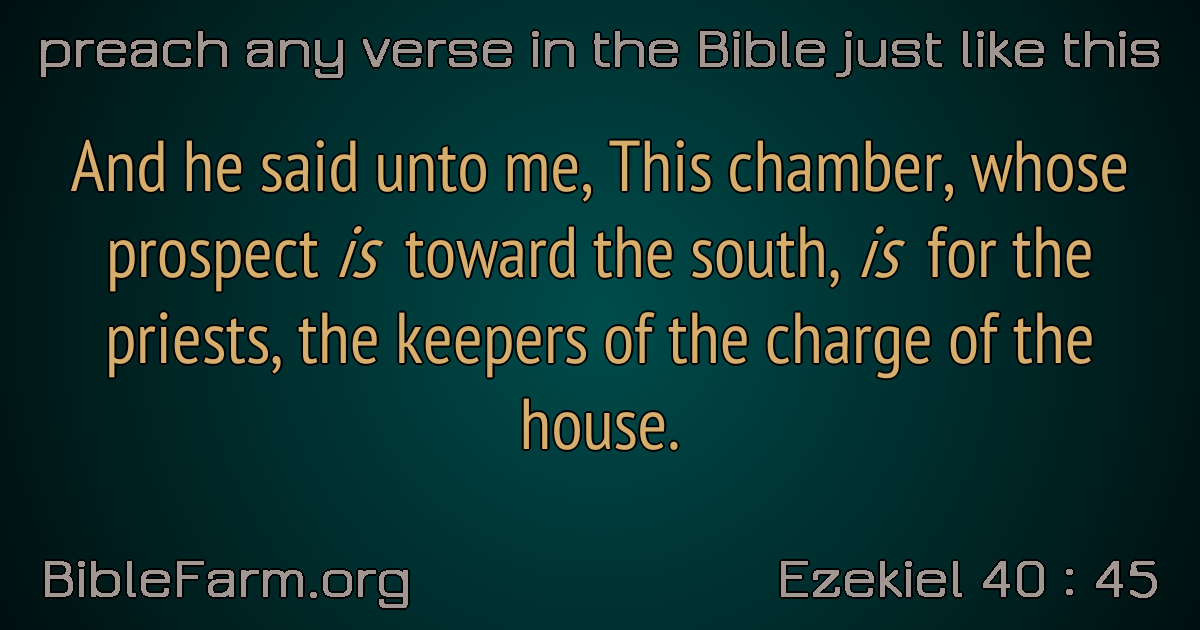 preach any verse in the Bible just like this
And he said unto me, This chamber, whose
prospect is toward the south, is for the
priests, the keepers of the charge of the
house.
BibleFarm.org
Ezekiel 40 : 45